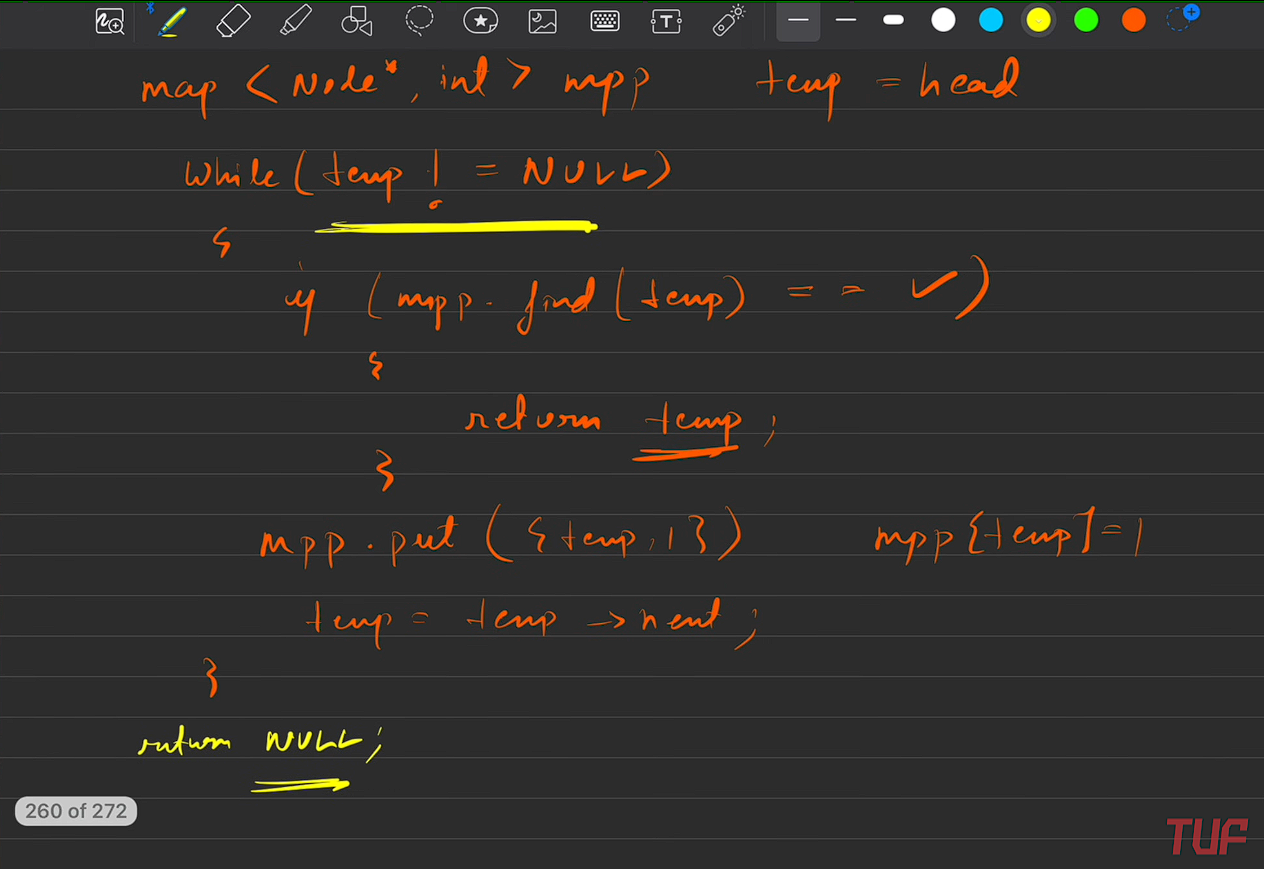 map < Node*, int > mpp temp = head
while (temp != NULL)
{
if (mpp. find (temp) == ✓)
{
return temp;
}
mpp.put ({temp, 1}) mpp[temp] = 1
temp = temp -> next;
}
return NULL;
260 of 272
TUF